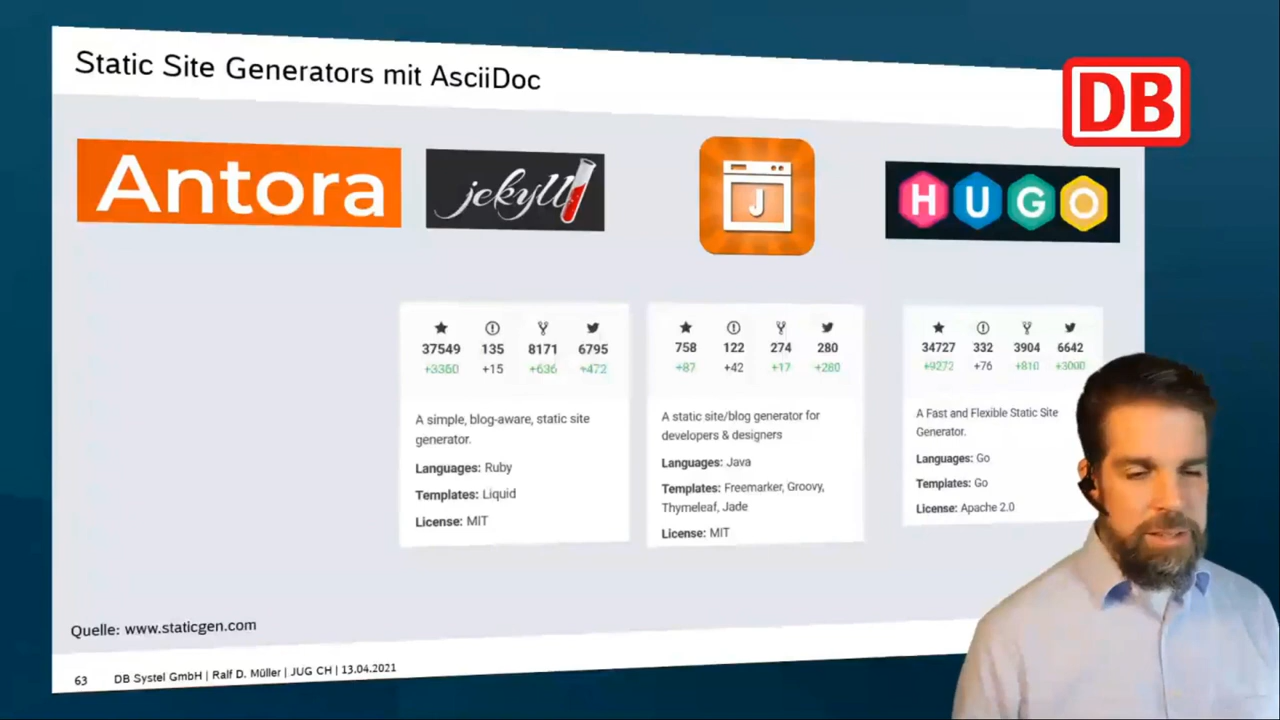 Static Site Generators mit AsciiDoc
DB
Antora
jekyll
J
HUGO
37549 135 8171 6795
+3360 +15 +636 +472
A simple, blog-aware, static site
generator.
Languages: Ruby
Templates: Liquid
License: MIT
758 122 274 280
+87 +42 +17 +280
A static site/blog generator for
developers & designers
Languages: Java
Templates: Freemarker, Groovy,
Thymeleaf, Jade
License: MIT
34727 332 3904 6642
+9272 +76 +810 +3000
A Fast and Flexible Static Site
Generator.
Languages: Go
Templates: Go
License: Apache 2.0
Quelle: www.staticgen.com
63 DB Systel GmbH | Ralf D. Müller | JUG CH | 13.04.2021